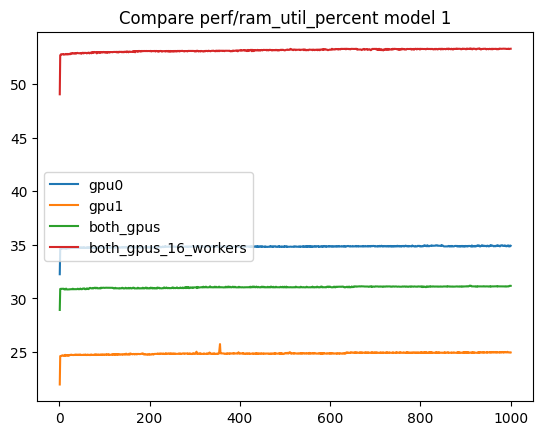 Compare perf/ram_util_percent model 1
50
45
40
35
30
25
gpu0
gpu1
both_gpus
both_gpus_16_workers
0
200
400
600
800
1000